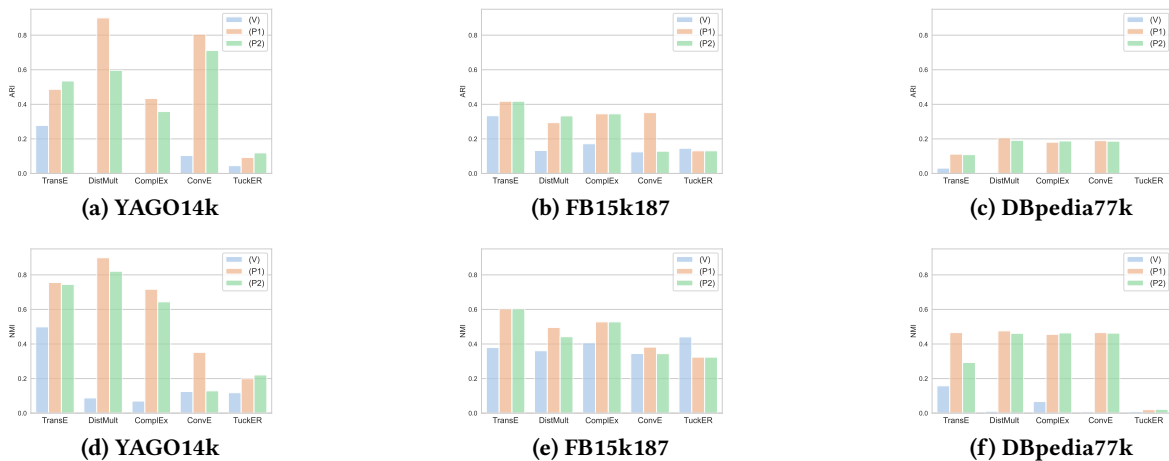 0.8
0.6
0.4
0.2
0.0
ARI
(V)
(P1)
(P2)
TransE DistMult ComplEx ConvE TuckER
(a) YAGO14k
0.8
0.6
0.4
0.2
0.0
ARI
(V)
(P1)
(P2)
TransE DistMult ComplEx ConvE TuckER
(b) FB15k187
0.8
0.6
0.4
0.2
0.0
ARI
(V)
(P1)
(P2)
TransE DistMult ComplEx ConvE TuckER
(c) DBpedia77k
0.8
0.6
0.4
0.2
0.0
NMI
(V)
(P1)
(P2)
TransE DistMult ComplEx ConvE TuckER
(d) YAGO14k
0.8
0.6
0.4
0.2
0.0
NMI
(V)
(P1)
(P2)
TransE DistMult ComplEx ConvE TuckER
(e) FB15k187
0.8
0.6
0.4
0.2
0.0
NMI
(V)
(P1)
(P2)
TransE DistMult ComplEx ConvE TuckER
(f) DBpedia77k